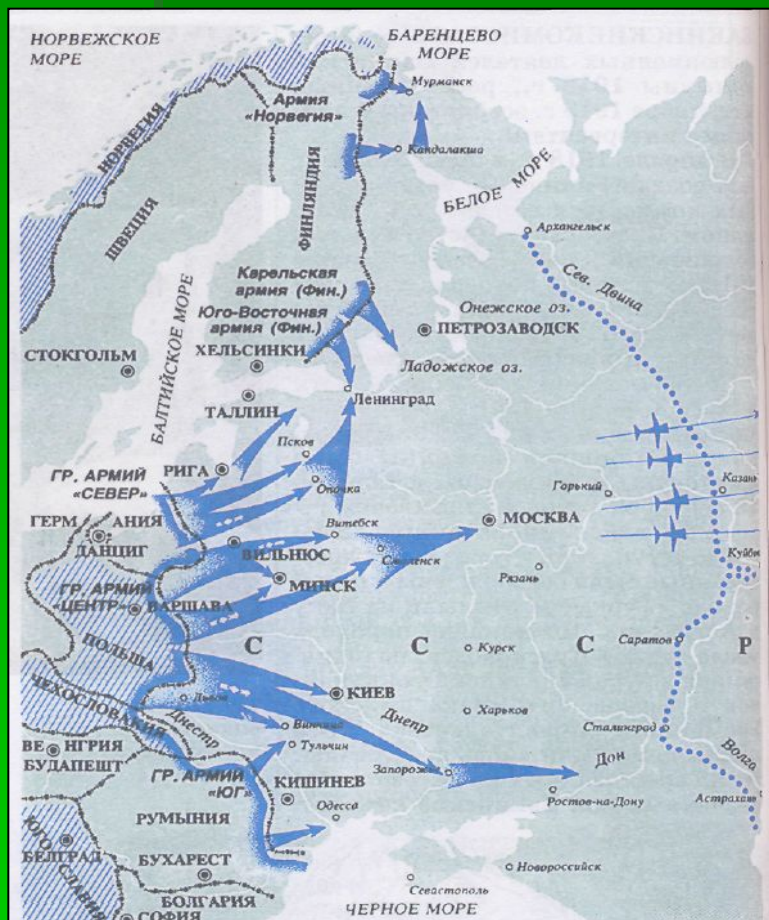 НОРВЕЖСКОЕ
МОРЕ
БАРЕНЦЕВО
МОРЕ
Мурманск
Армия
«Норвегия»
НОРВЕГИЯ
Кандалакша
ФИНЛЯНДИЯ
ШВЕЦИЯ
БЕЛОЕ МОРЕ
Архангельск
Сев. Двина
Карельская
армия (Фин.)
Юго-Восточная
армия (Фин.)
Онежское оз.
ПЕТРОЗАВОДСК
СТОКГОЛЬМ
БАЛТИЙСКОЕ МОРЕ
ХЕЛЬСИНКИ
Ладожское оз.
ТАЛЛИН
Ленинград
Псков
РИГА
ГР. АРМИЙ
«СЕВЕР»
Опочка
Горький
Казань
ГЕРМАНИЯ
Витебск
МОСКВА
ДАНЦИГ
ВИЛЬНЮС
Смоленск
Куйб
ГР. АРМИЙ
«ЦЕНТР»
МИНСК
Рязань
ВАРШАВА
ПОЛЬША
С С С Р
Курск
Саратов
ЧЕХОСЛОВАКИЯ
Львов
КИЕВ
Днестр
Винница
Днепр
Харьков
Сталинград
ВЕНГРИЯ
БУДАПЕШТ
Тульчин
Волга
ГР. АРМИЙ
«ЮГ»
Запорожье
Дон
КИШИНЕВ
Одесса
Ростов-на-Дону
Астрахань
РУМЫНИЯ
ЮГОСЛАВИЯ
БЕЛГРАД
БУХАРЕСТ
Новороссийск
Севастополь
БОЛГАРИЯ
СОФИЯ
ЧЕРНОЕ МОРЕ